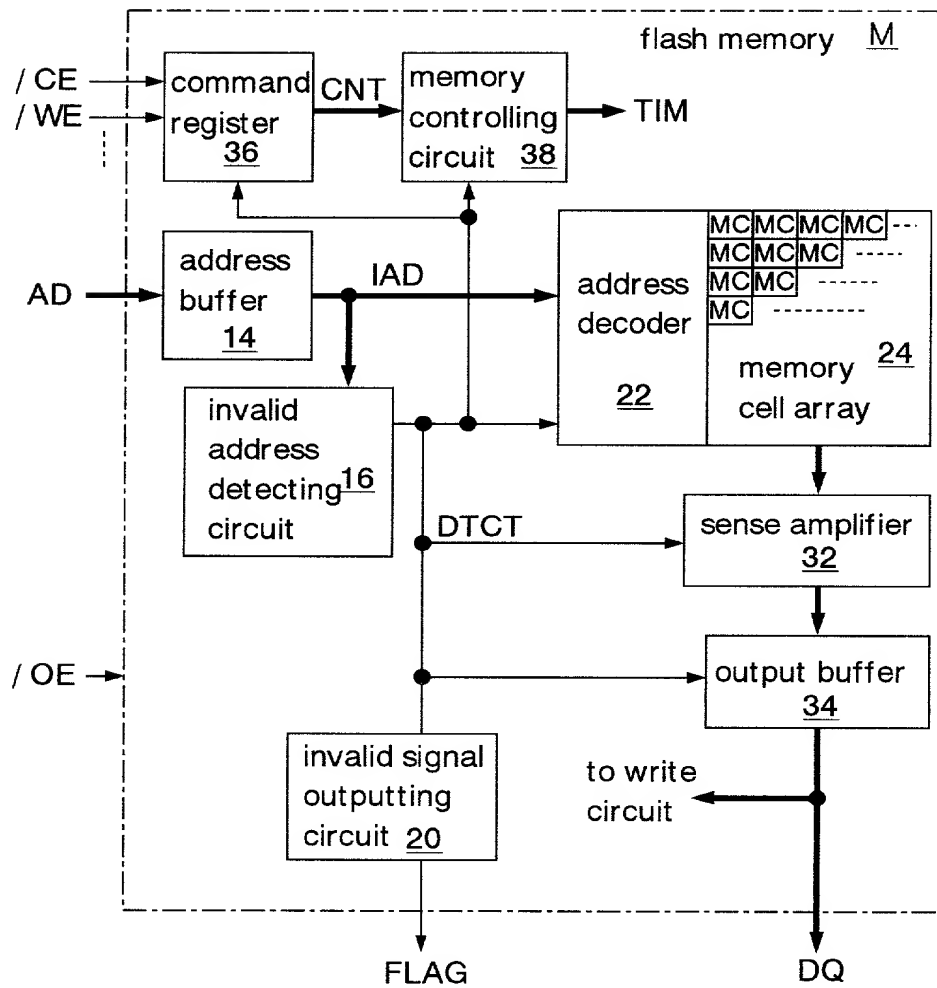 flash memory M
/ CE
/ WE
command
register
36
CNT
memory
controlling
circuit 38
TIM
AD
address
buffer
14
IAD
address
decoder
22
MC MC MC MC
MC MC MC
MC MC
MC
24
memory
cell array
invalid
address
detecting
circuit
16
DTCT
sense amplifier
32
/ OE
output buffer
34
invalid signal
outputting
circuit 20
to write
circuit
FLAG
DQ